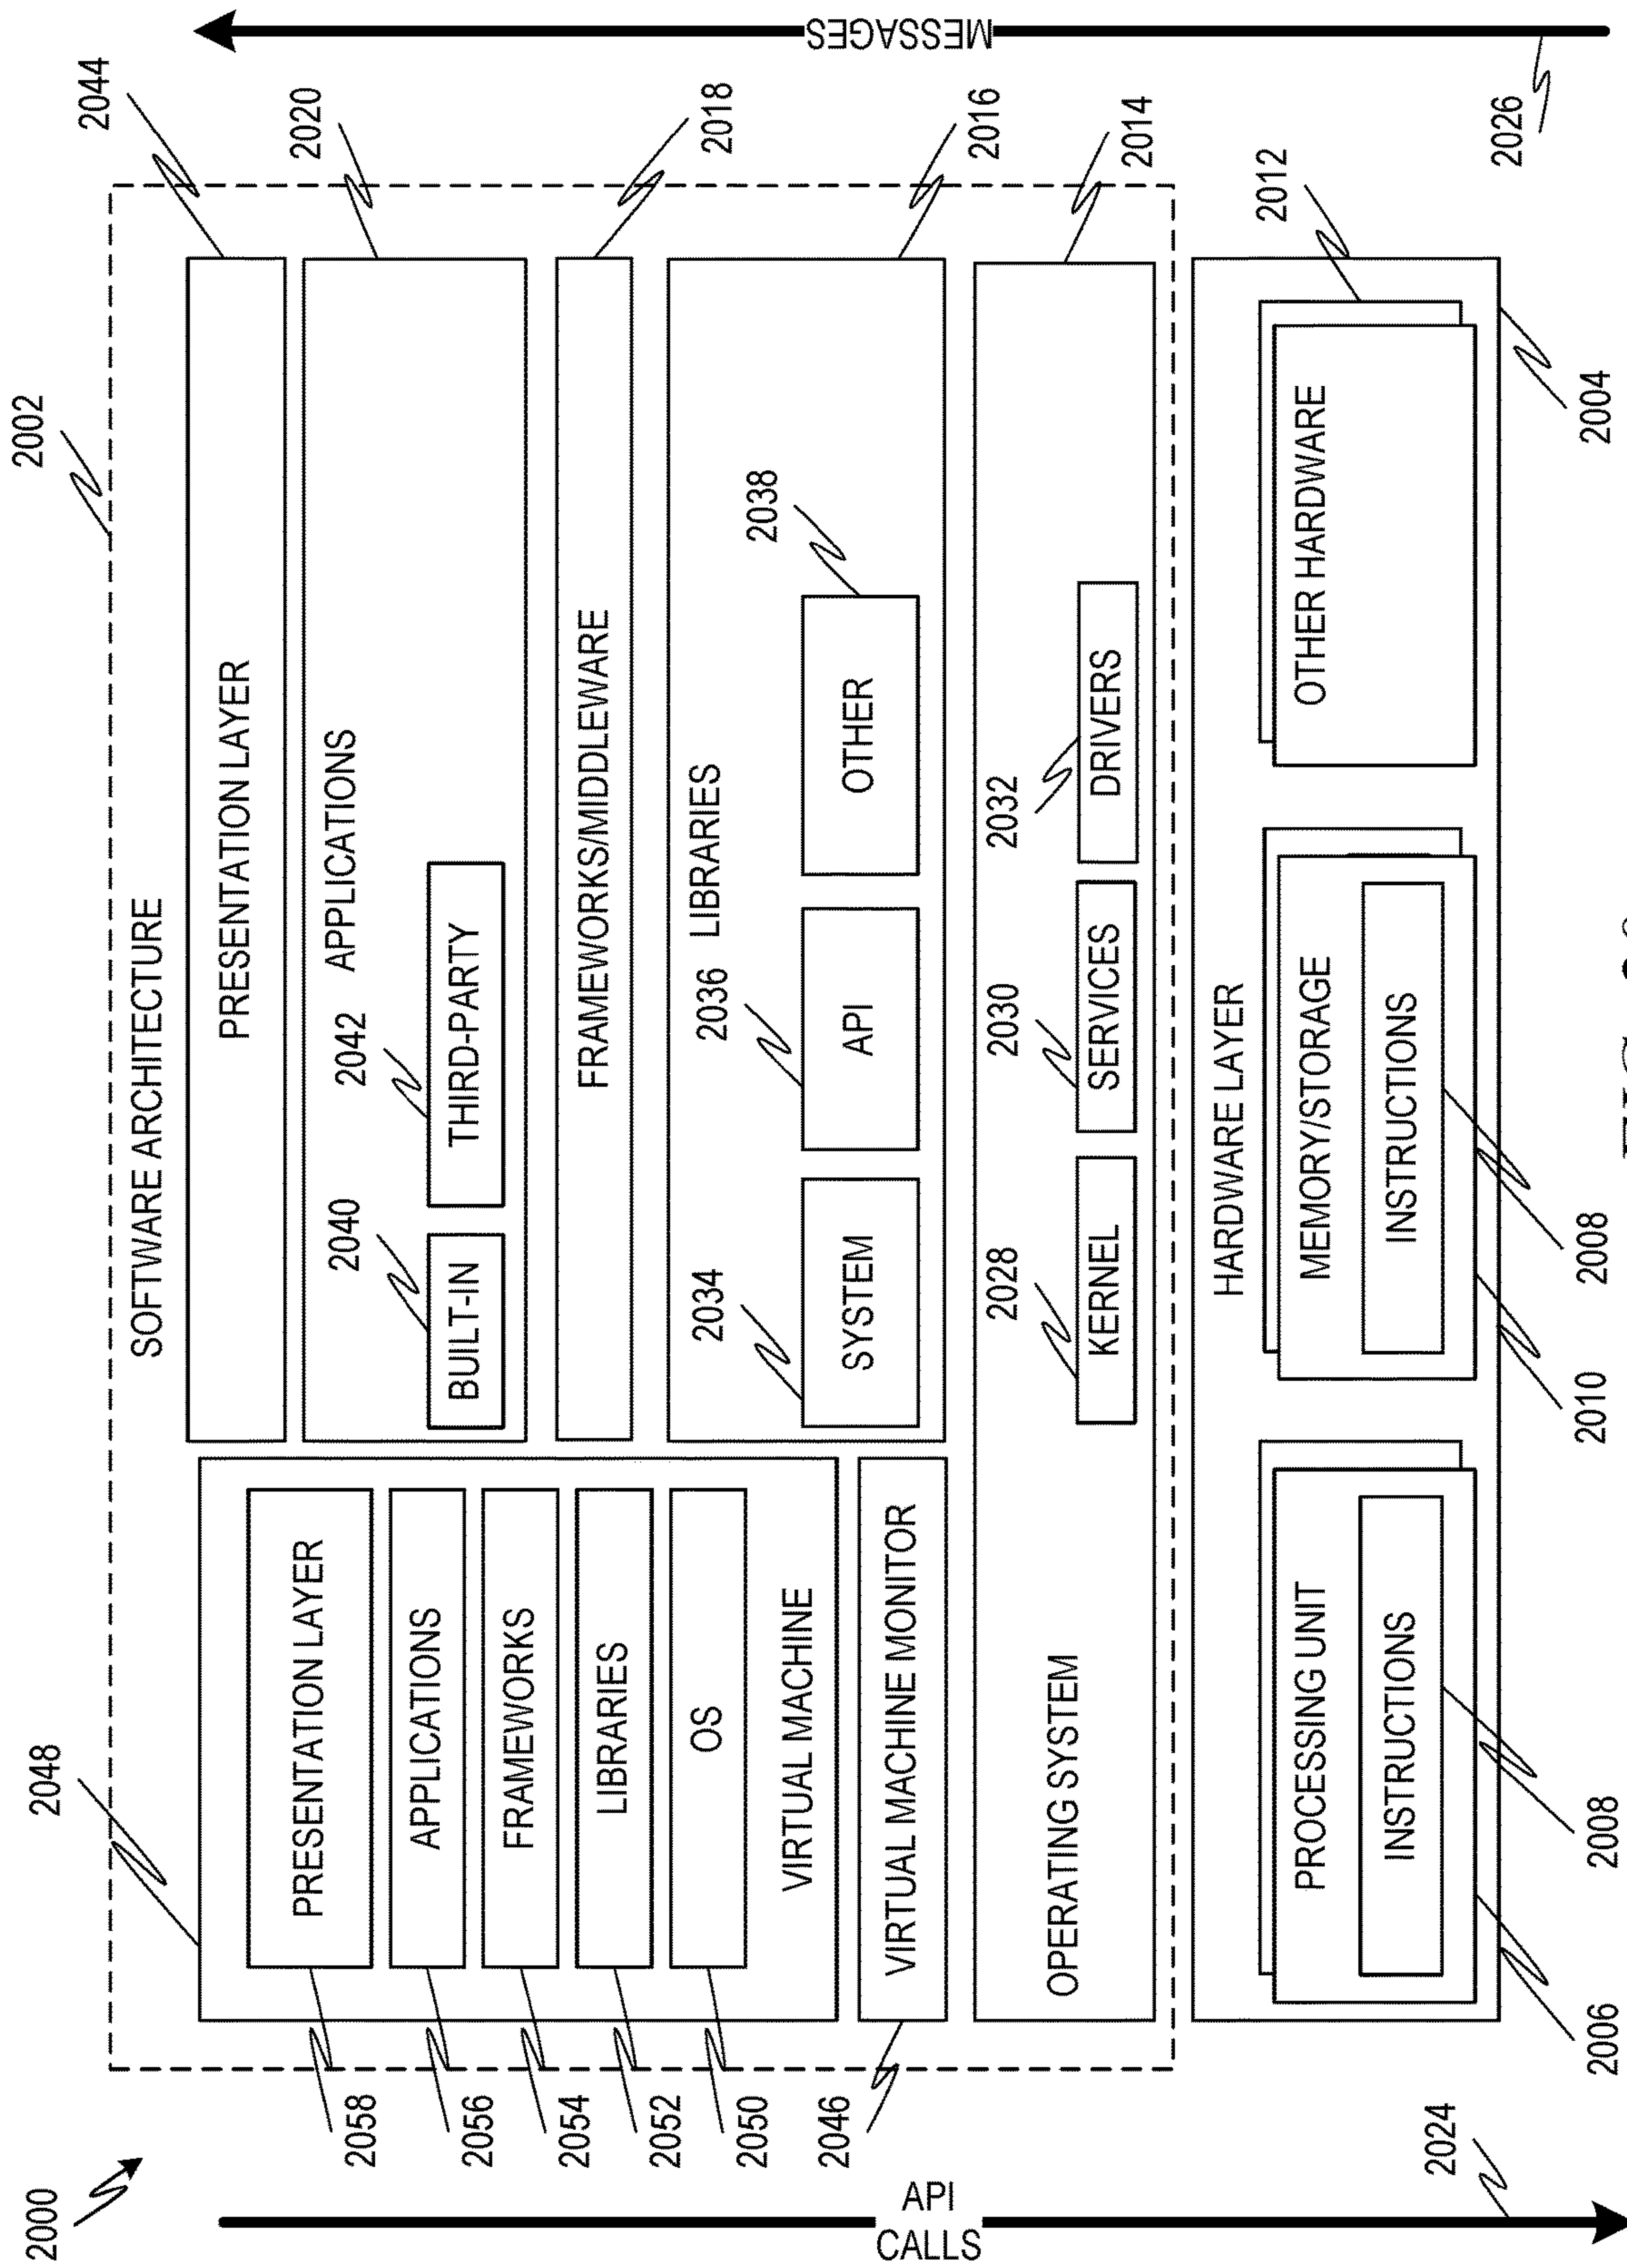 2000
2002
SOFTWARE ARCHITECTURE
2048
PRESENTATION LAYER
2044
2058
PRESENTATION LAYER
APPLICATIONS
2020
2040
2042
BUILT-IN
THIRD-PARTY
2056
APPLICATIONS
2054
FRAMEWORKS
FRAMEWORKS/MIDDLEWARE
2018
2052
LIBRARIES
LIBRARIES
2016
2034
2036
2038
SYSTEM
API
OTHER
2050
OS
VIRTUAL MACHINE
2046
VIRTUAL MACHINE MONITOR
2014
OPERATING SYSTEM
2028
2030
2032
KERNEL
SERVICES
DRIVERS
API
CALLS
2024
MESSAGES
2026
HARDWARE LAYER
2012
PROCESSING UNIT
INSTRUCTIONS
MEMORY/STORAGE
INSTRUCTIONS
OTHER HARDWARE
2006
2008
2010
2008
2004